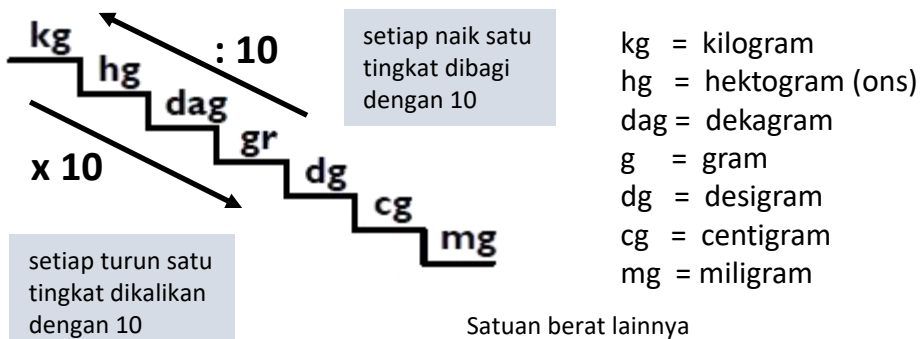 kg
hg
dag
gr
dg
cg
mg
: 10
x 10
setiap naik satu
tingkat dibagi
dengan 10
setiap turun satu
tingkat dikalikan
dengan 10
kg = kilogram
hg = hektogram (ons)
dag = dekagram
g = gram
dg = desigram
cg = centigram
mg = miligram
Satuan berat lainnya